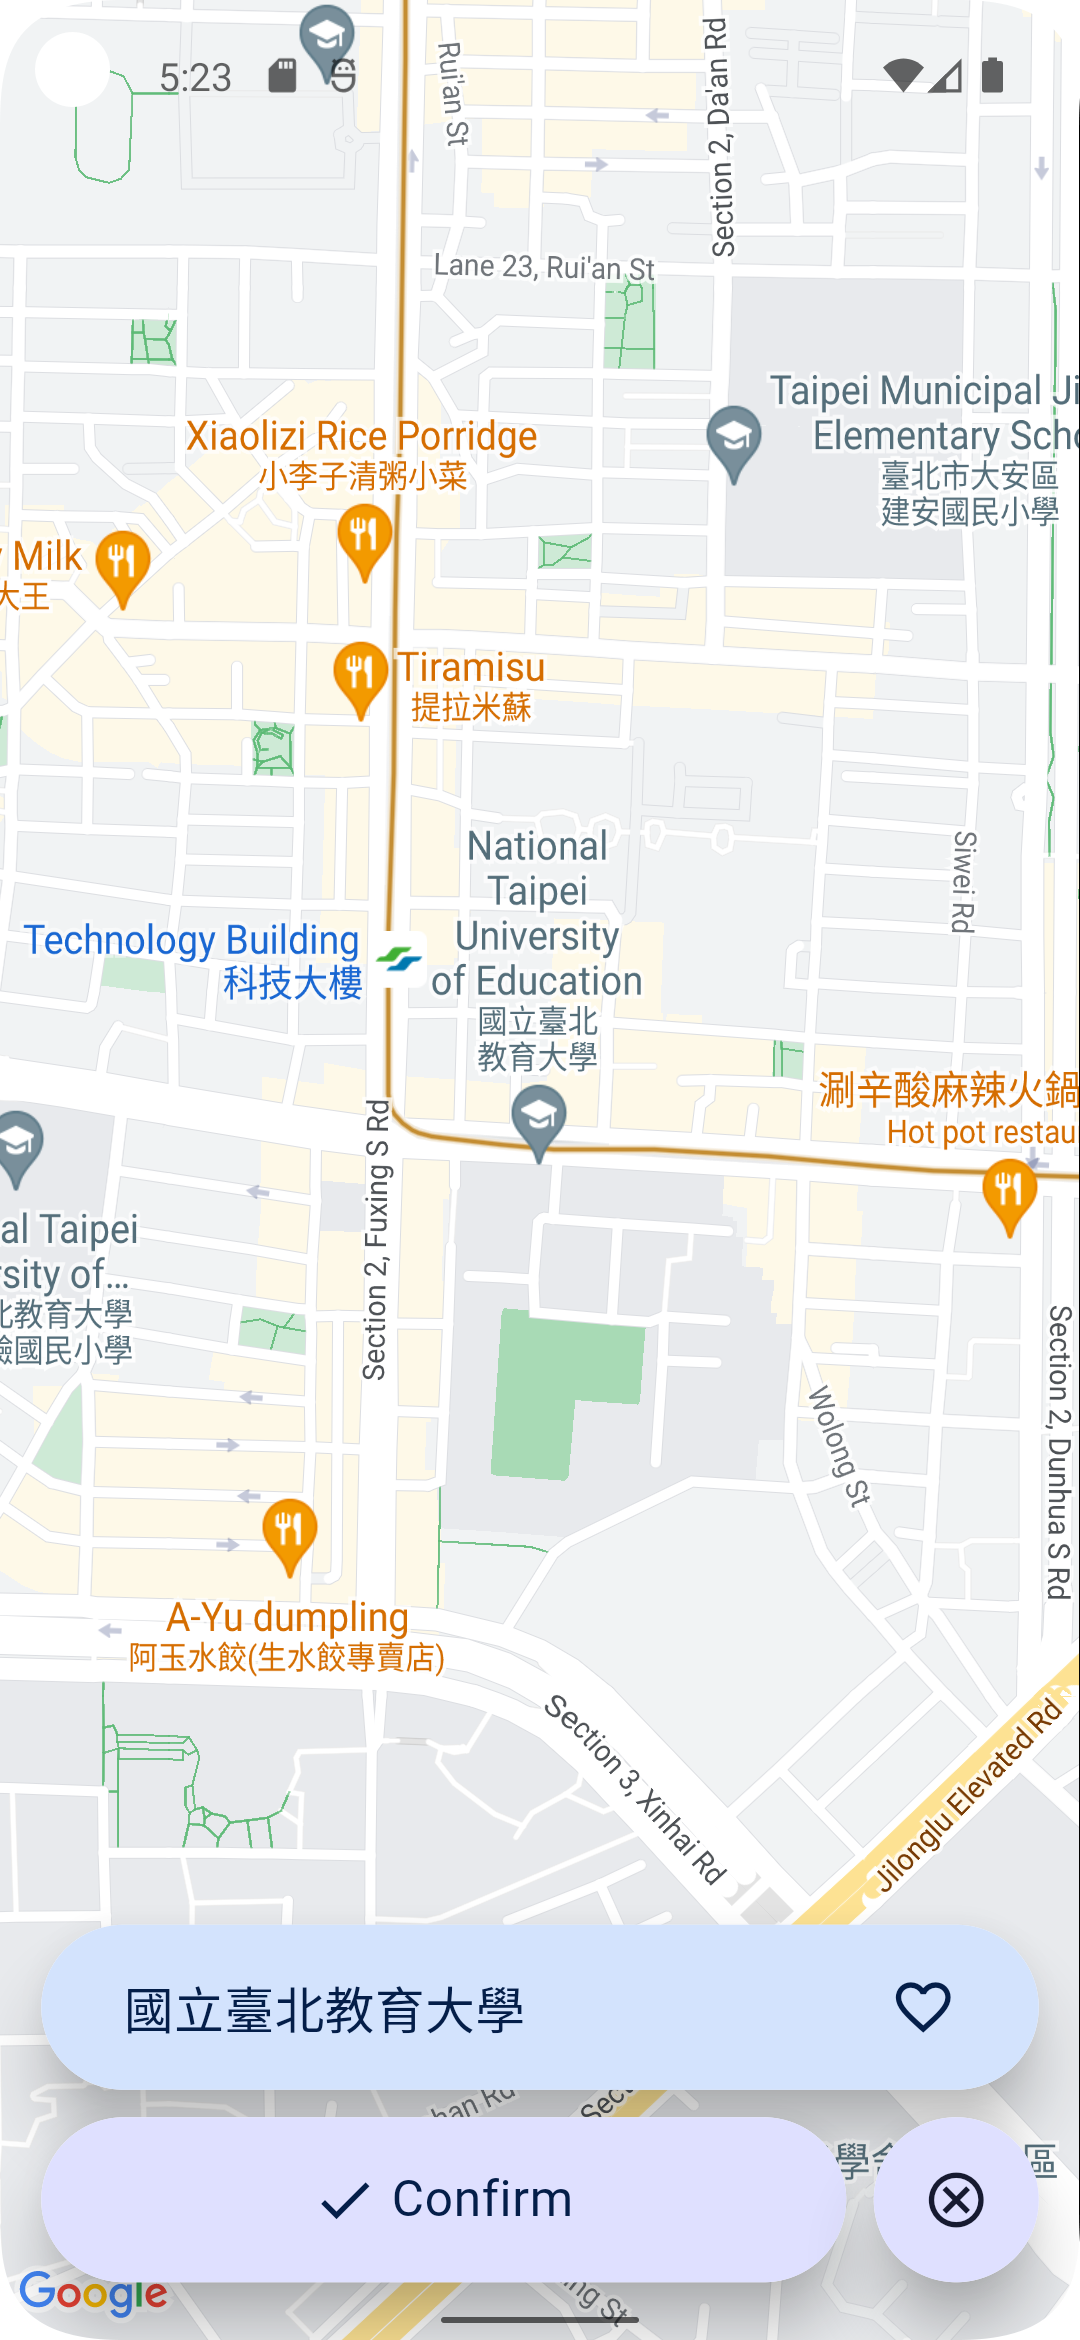 5:23
Rui'an St
Section 2, Da'an Rd
Lane 23, Rui'an St
Taipei Municipal Ji
Elementary Scho
臺北市大安區
建安國民小學
Xiaolizi Rice Porridge
小李子清粥小菜
Milk
大王
Tiramisu
提拉米蘇
National
Taipei
University
of Education
國立臺北
教育大學
Siwei Rd
Technology Building
科技大樓
涮辛酸麻辣火鍋
Hot pot restau
Section 2, Fuxing S Rd
al Taipei
rsity of...
北教育大學
國民小學
Wolong St
Section 2, Dunhua S Rd
A-Yu dumpling
阿玉水餃(生水餃專賣店)
Section 3, Xinhai Rd
Jilonglu Elevated Rd
國立臺北教育大學
han Rd
Sect
學
區
Confirm
Google
ing St